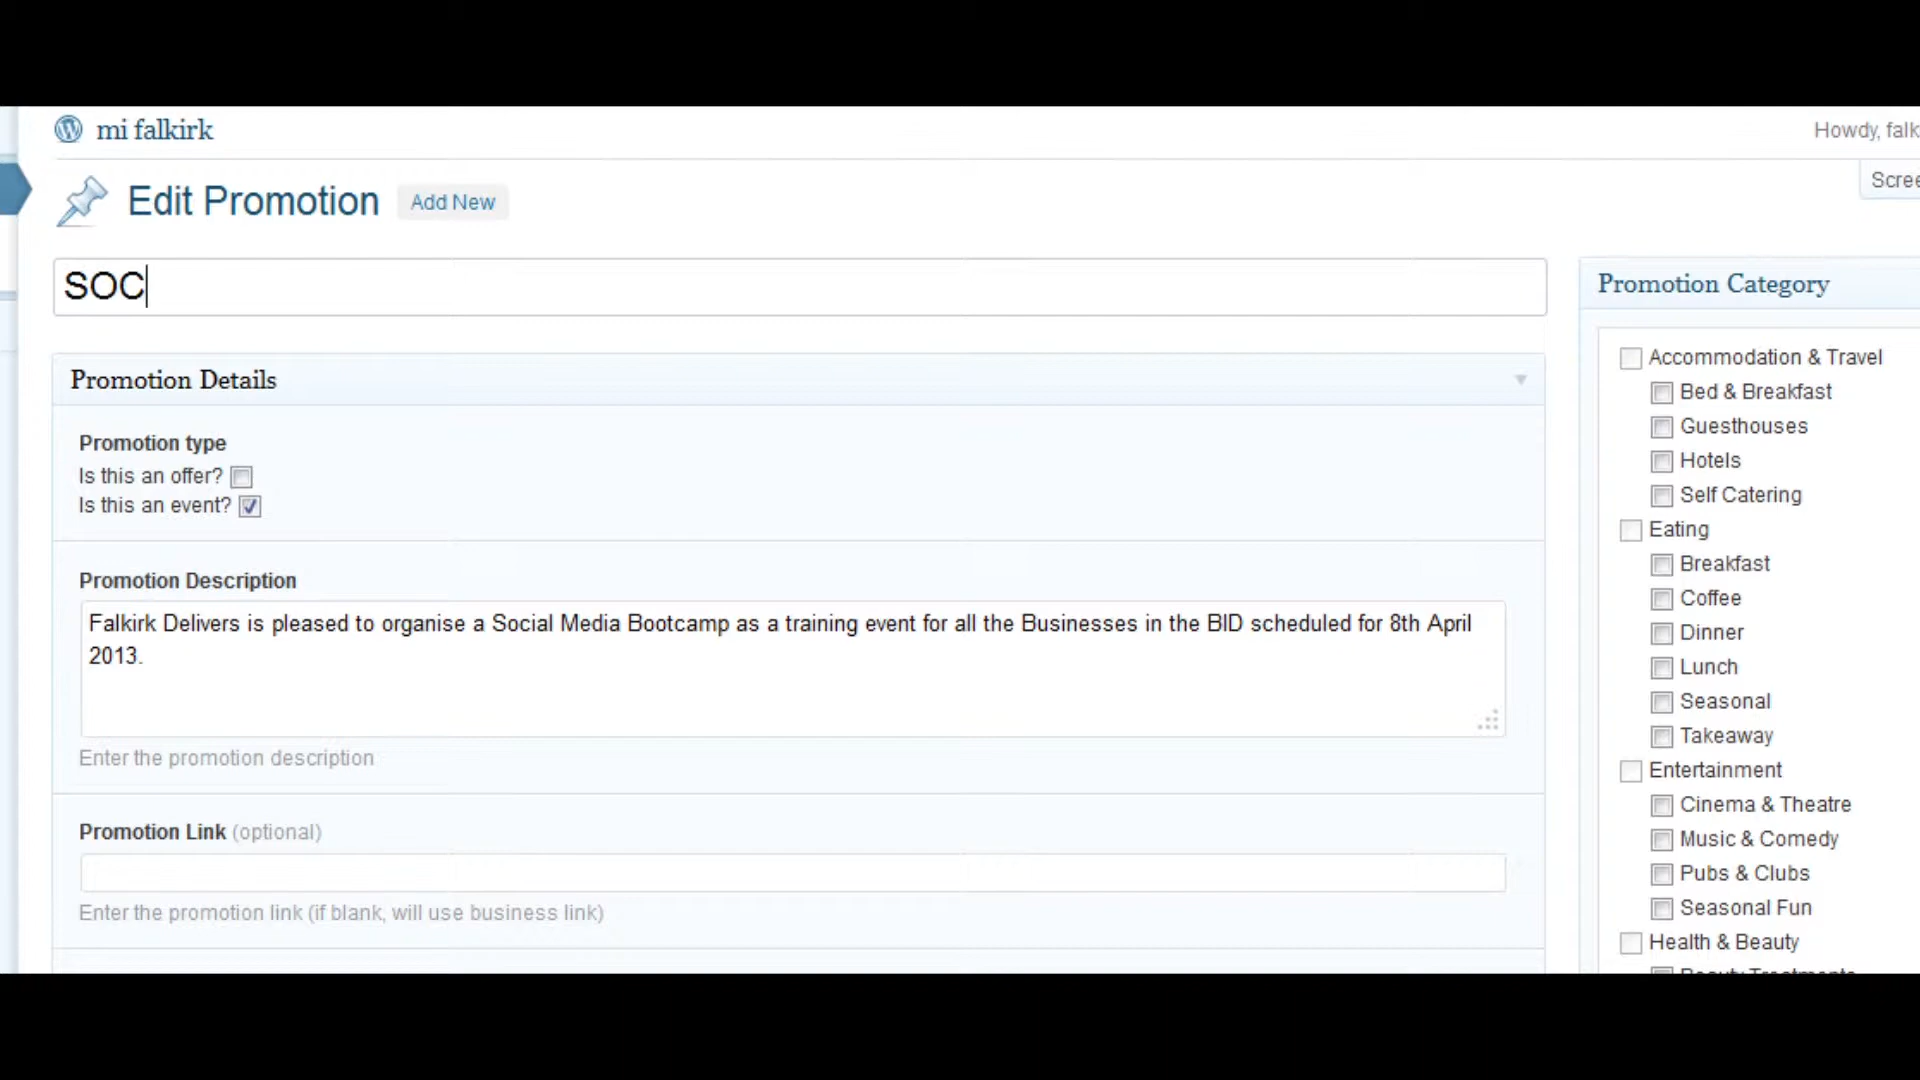 mi falkirk
Howdy, falk
Edit Promotion Add New
Scree
SOC
Promotion Details
Promotion type
Is this an offer?
Is this an event?
Promotion Description
Falkirk Delivers is pleased to organise a Social Media Bootcamp as a training event for all the Businesses in the BID scheduled for 8th April
2013.
Enter the promotion description
Promotion Link (optional)
Enter the promotion link (if blank, will use business link)
Promotion Category
Accommodation & Travel
Bed & Breakfast
Guesthouses
Hotels
Self Catering
Eating
Breakfast
Coffee
Dinner
Lunch
Seasonal
Takeaway
Entertainment
Cinema & Theatre
Music & Comedy
Pubs & Clubs
Seasonal Fun
Health & Beauty
Beauty Treatments